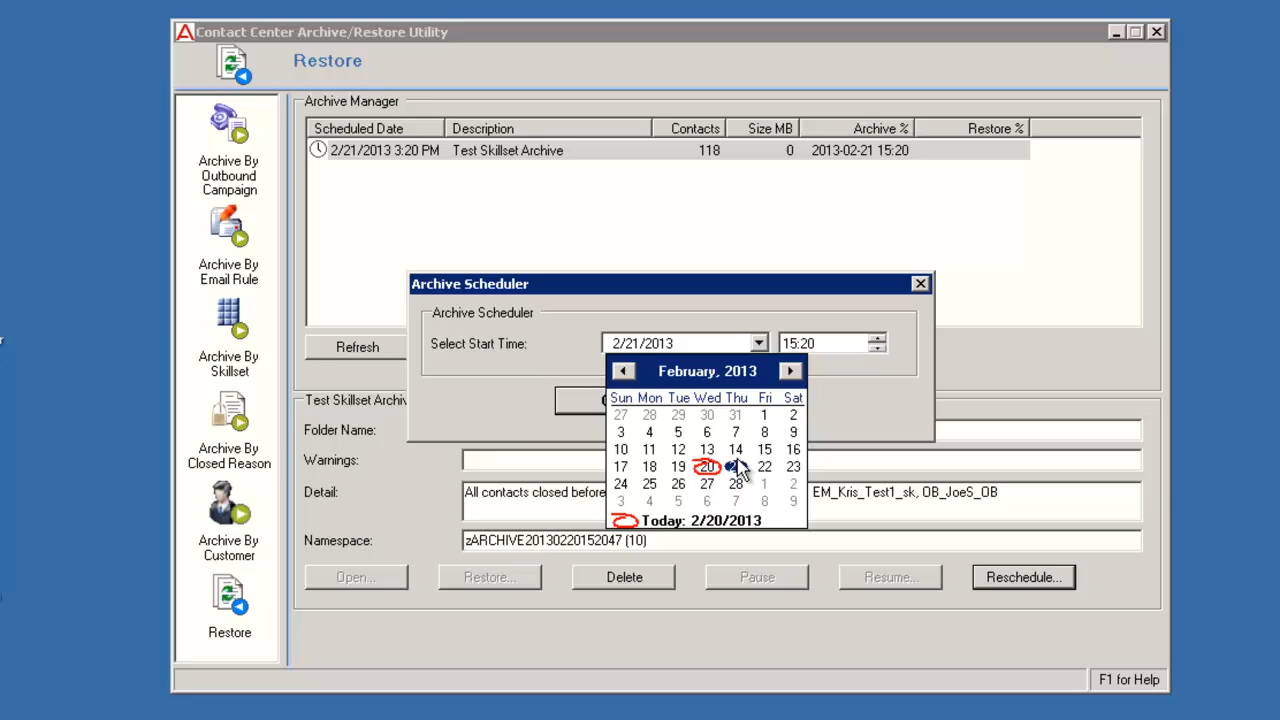 Contact Center Archive/Restore Utility
Restore
Archive By
Outbound
Campaign
Archive By
Email Rule
Archive By
Skillset
Archive By
Closed Reason
Archive By
Customer
Restore
Archive Manager
Scheduled Date Description Contacts Size MB Archive % Restore %
2/21/2013 3:20 PM Test Skillset Archive 118 0 2013-02-21 15:20
Refresh
Archive Scheduler
Archive Scheduler
Select Start Time: 2/21/2013 15:20
February, 2013
Sun Mon Tue Wed Thu Fri Sat
27 28 29 30 31 1 2
3 4 5 6 7 8 9
10 11 12 13 14 15 16
17 18 19 20 22 23
24 25 26 27 28 1 2
3 4 5 6 7 8 9
Today: 2/20/2013
Test Skillset Archiv
Folder Name:
Warnings:
Detail: All contacts closed before EM_Kris_Test1_sk, OB_JoeS_OB
Namespace: zARCHIVE20130220152047 (10)
Open... Restore... Delete Pause Resume... Reschedule...
F1 for Help